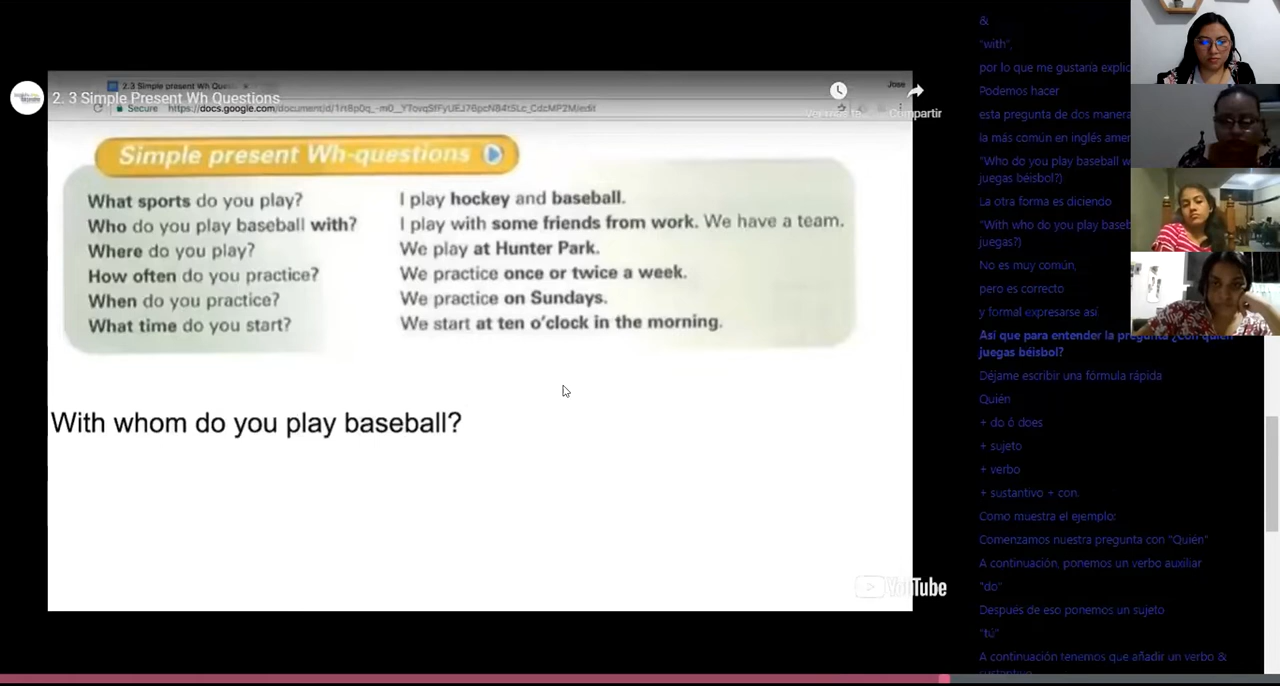 2.3 Simple present Wh Ques
2. 3 Simple Present Wh Questions
Secure
Jose
Compartir
Simple present Wh-questions
What sports do you play? I play hockey and baseball.
Who do you play baseball with? I play with some friends from work. We have a team.
Where do you play? We play at Hunter Park.
How often do you practice? We practice once or twice a week.
When do you practice? We practice on Sundays.
What time do you start? We start at ten o'clock in the morning.
With whom do you play baseball?
YouTube
&
"with",
por lo que me gustaría explic
Podemos hacer
esta pregunta de dos manera
la más común en inglés amer
"Who do you play baseball w
juegas béisbol?)
La otra forma es diciendo
"With who do you play baseb
juegas?)
No es muy común,
pero es correcto
y formal expresarse así
Así que para entender la pregunta ¿Con quién
juegas béisbol?
Déjame escribir una fórmula rápida
Quién
+ do ó does
+ sujeto
+ verbo
+ sustantivo + con.
Como muestra el ejemplo:
Comenzamos nuestra pregunta con "Quién"
A continuación, ponemos un verbo auxiliar
"do"
Después de eso ponemos un sujeto
"tú"
A continuación tenemos que añadir un verbo &
sustantivo